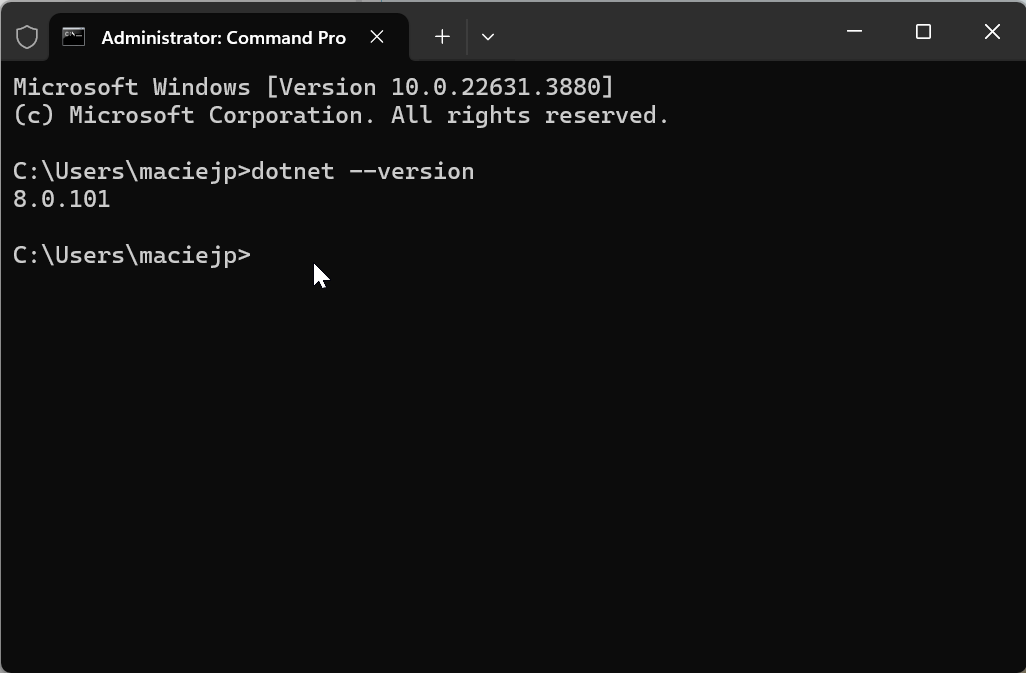 Administrator: Command Pro
Microsoft Windows [Version 10.0.22631.3880]
(c) Microsoft Corporation. All rights reserved.
C:\Users\maciejp>dotnet --version
8.0.101
C:\Users\maciejp>